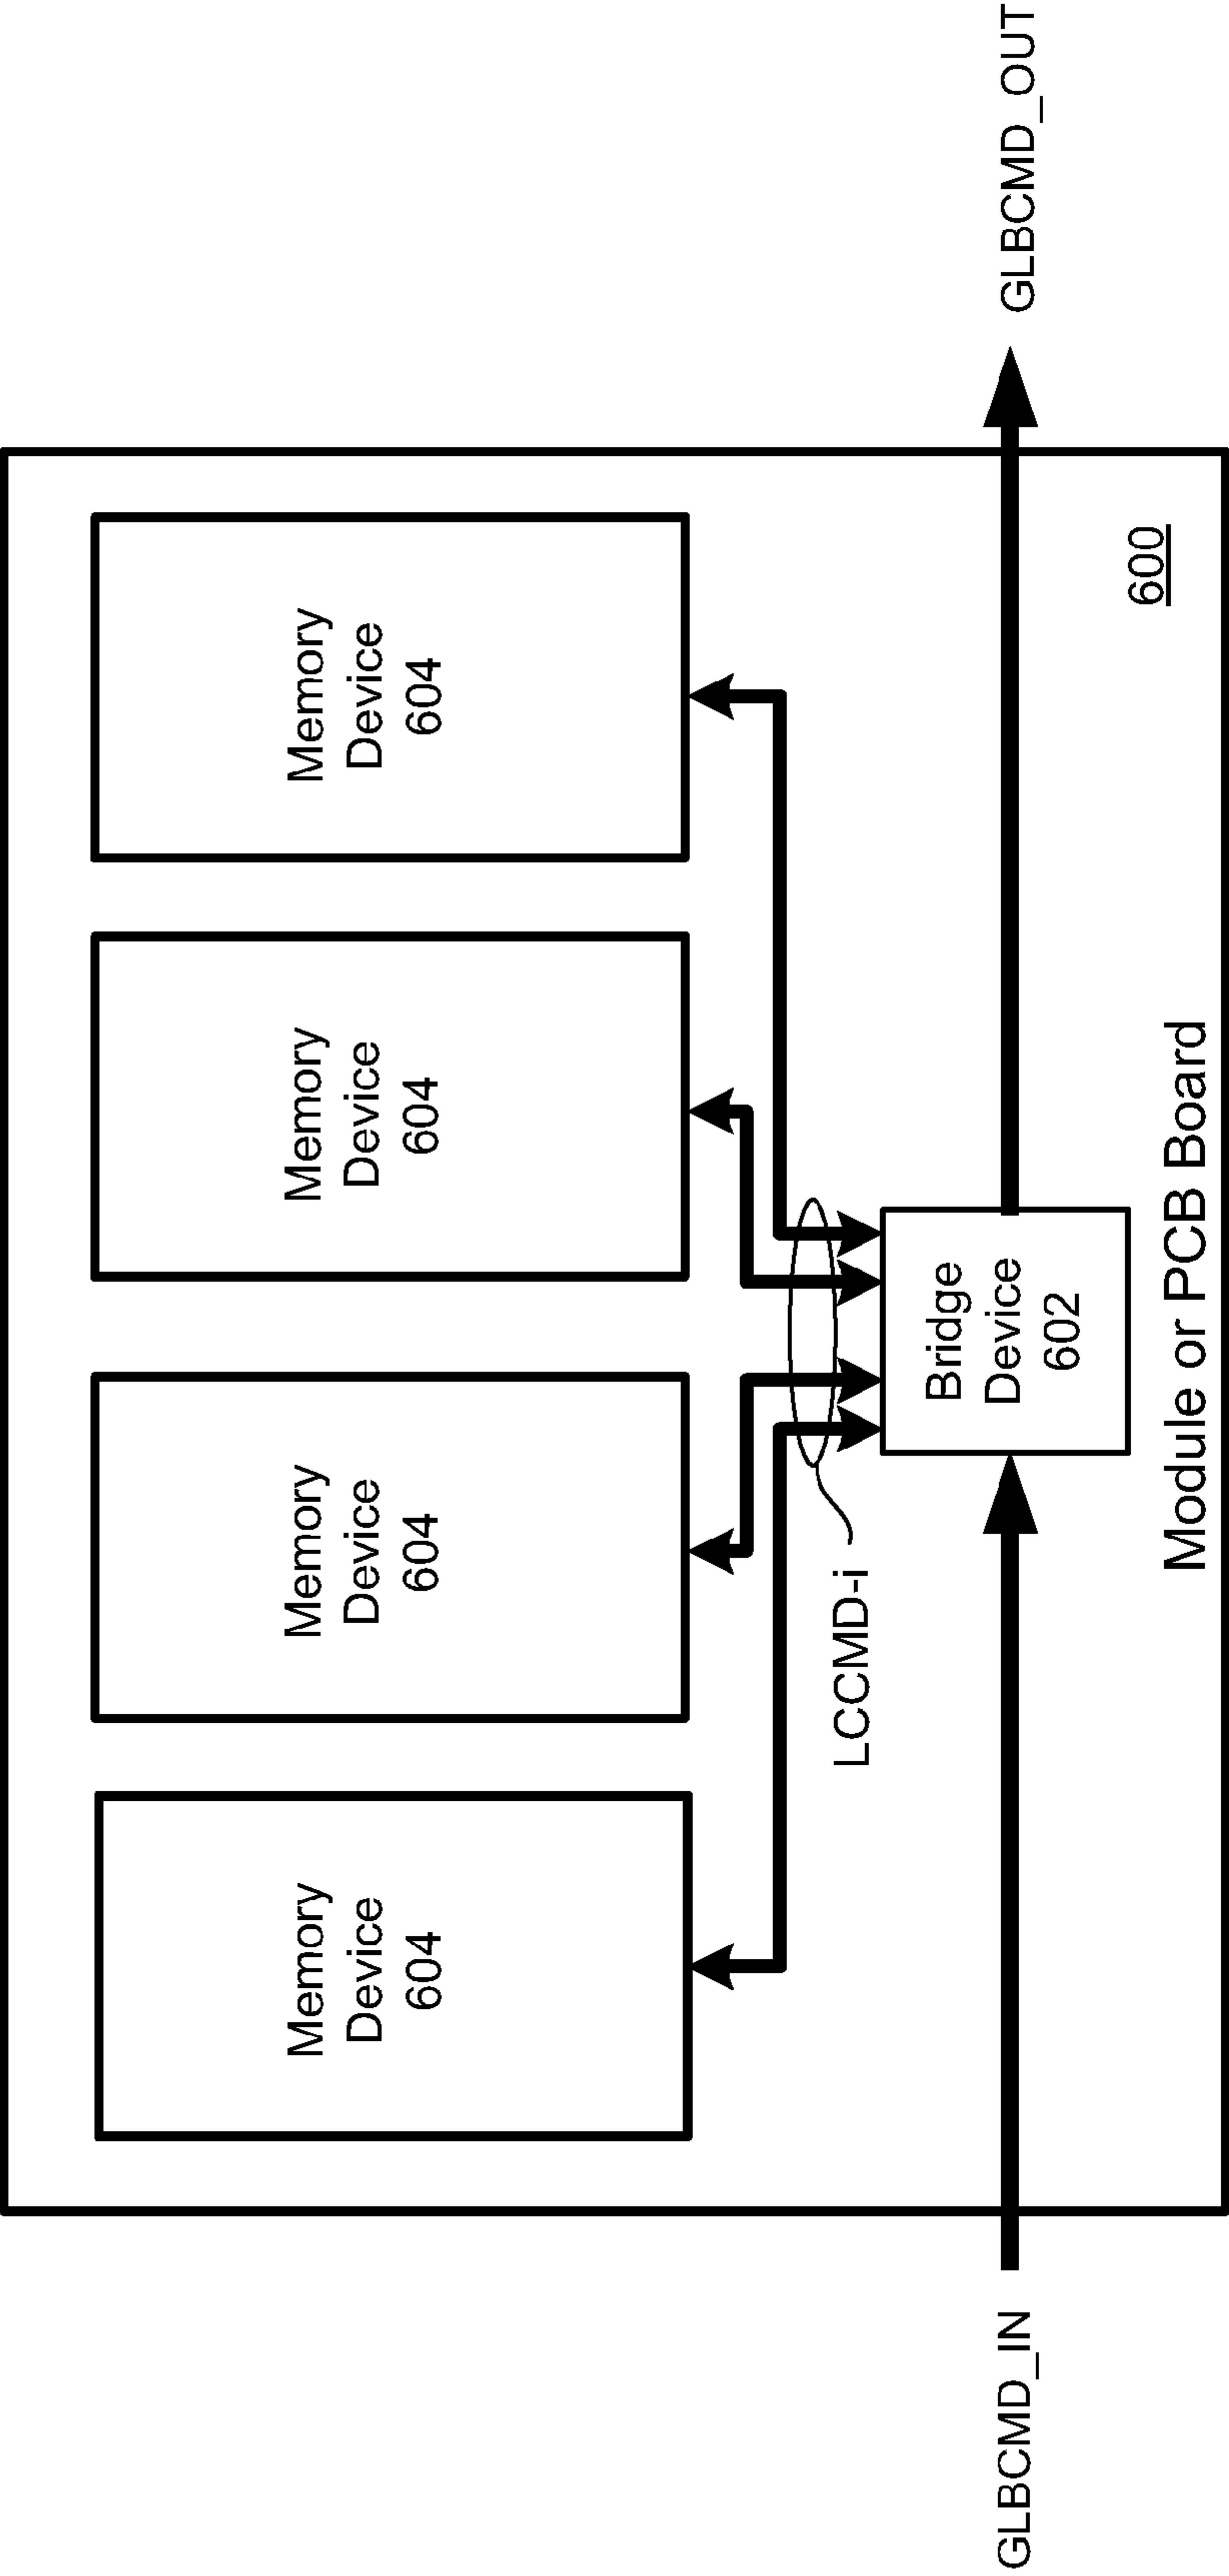 Memory
Device
604
Memory
Device
604
Memory
Device
604
Memory
Device
604
LCCMD-i
Bridge
Device
602
GLBCMD_IN
GLBCMD_OUT
600
Module or PCB Board